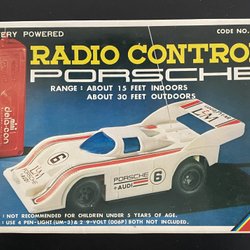 ERY POWERED
CODE NO.
RADIO CONTRO
PORSCHE
RANGE : ABOUT 15 FEET INDOORS
ABOUT 30 FEET OUTDOORS
delacon
6
PORSCHE
+AUDI
6
: NOT RECOMMENDED FOR CHILDREN UNDER 5 YEARS OF AGE.
: USE 4 PEN-LIGHT (UM-3) & 2 9-VOLT (006P) BOTH NOT INCLUDED.